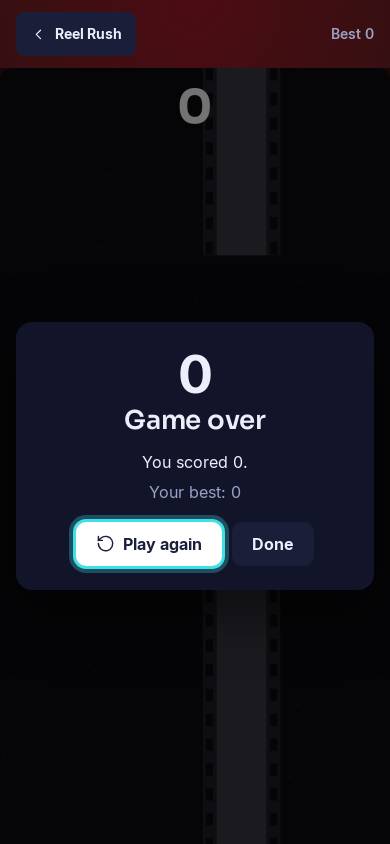 Reel Rush
Best 0
0
0
Game over
You scored 0.
Your best: 0
Play again
Done